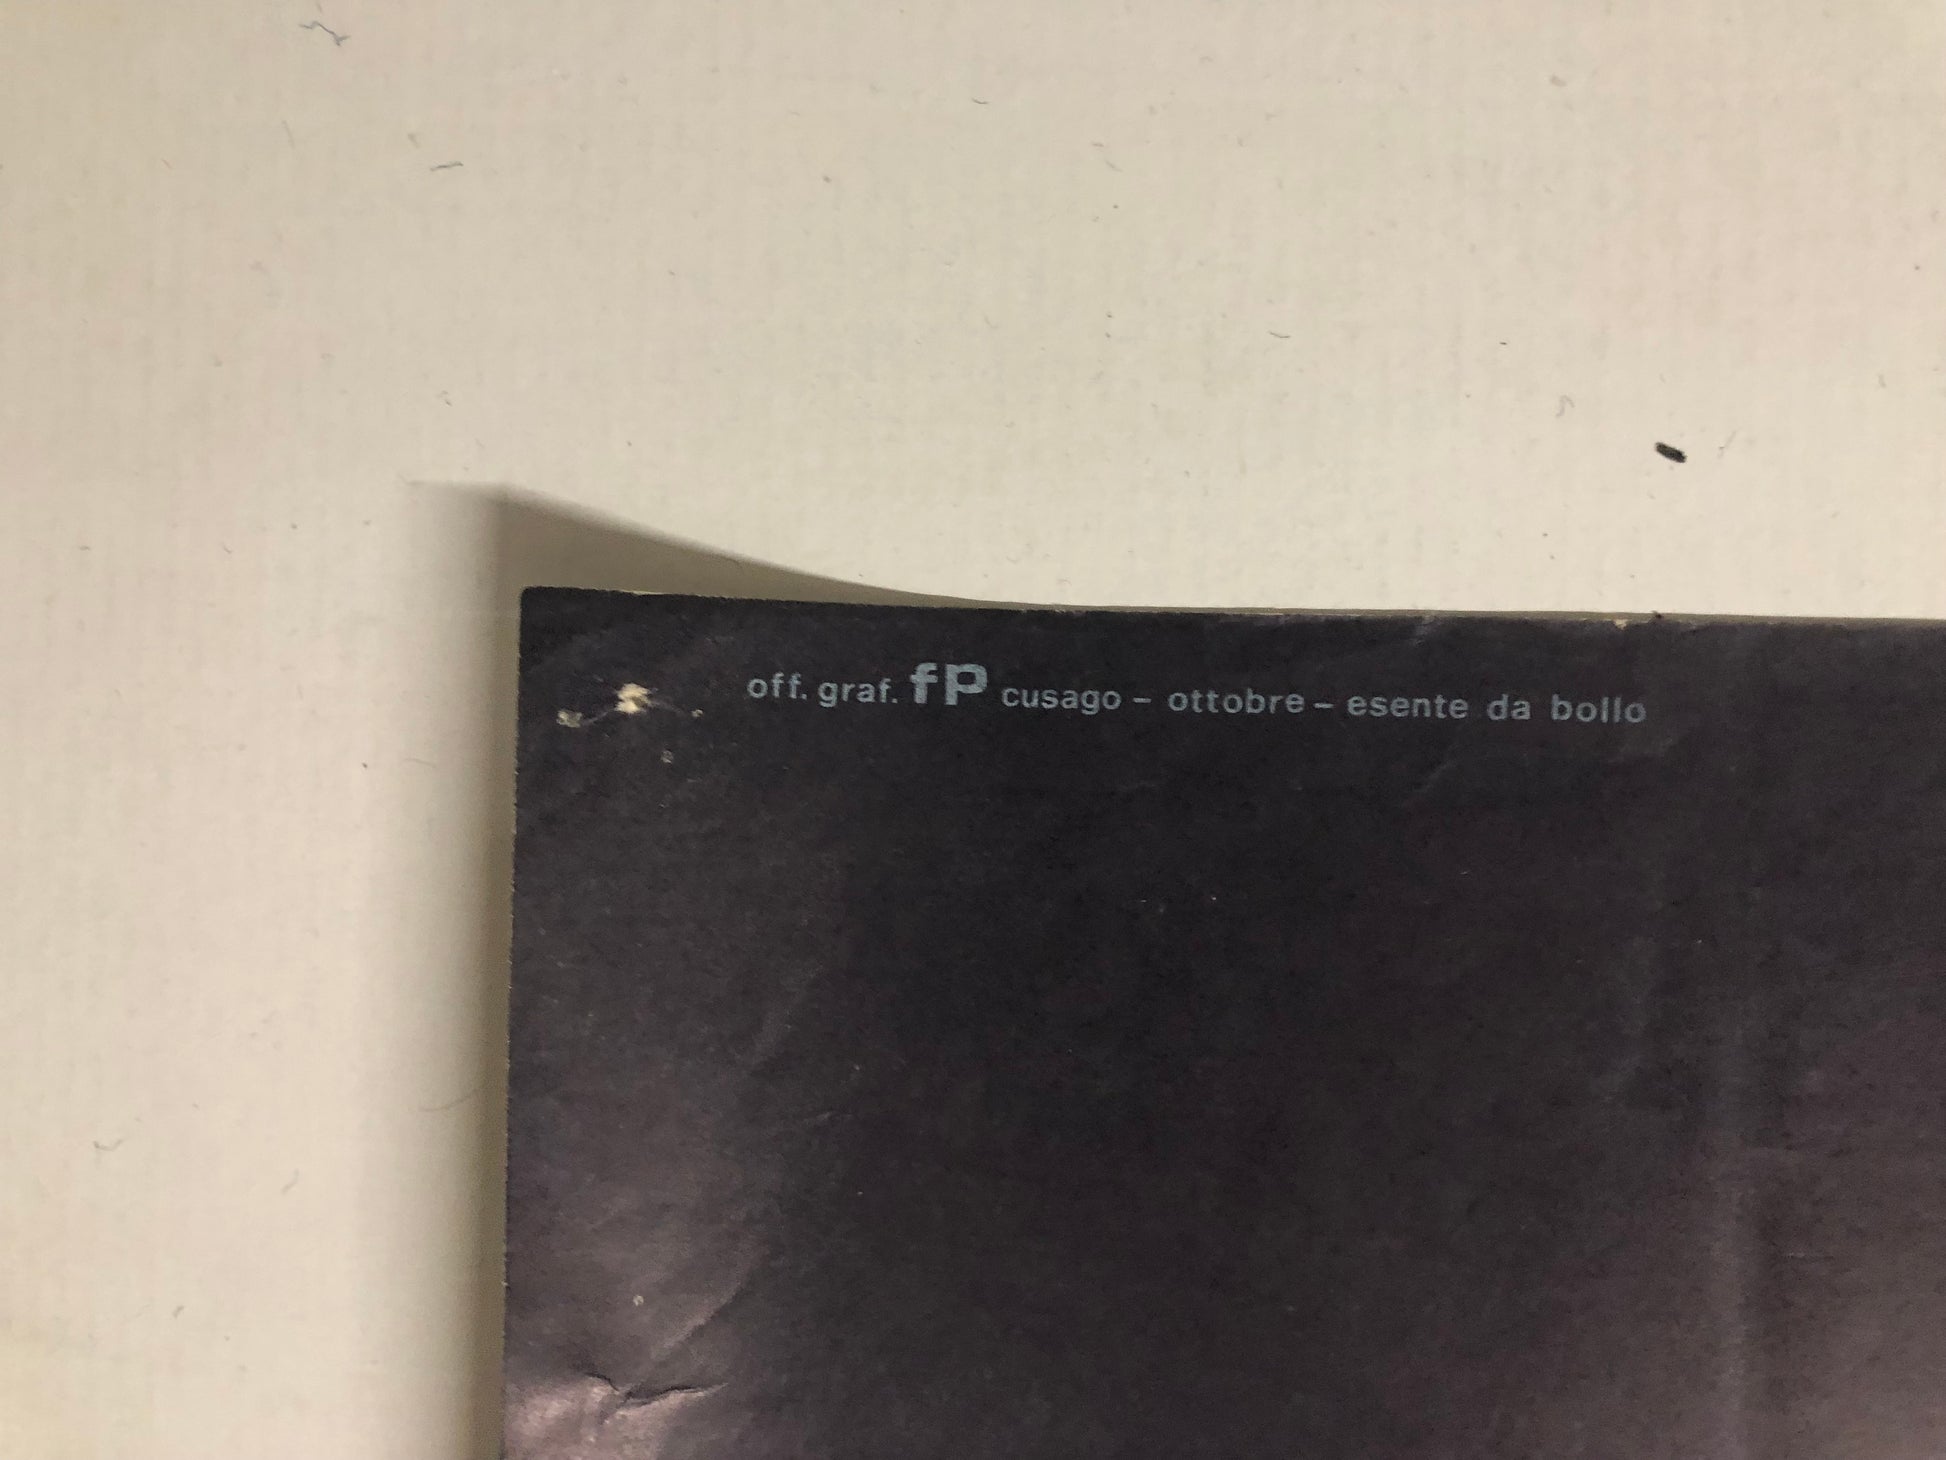 off. graf. fP cusago – ottobre – esente da bollo